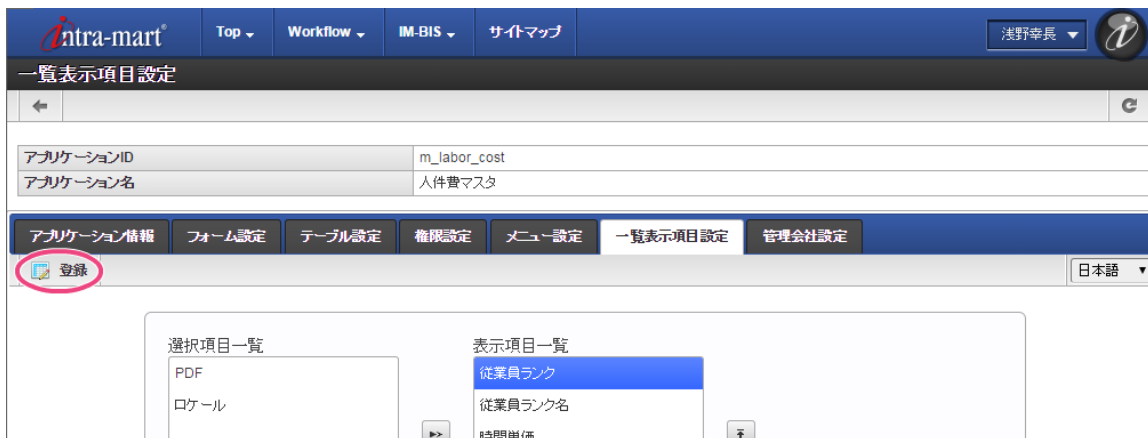 intra-mart® Top Workflow IM-BIS サイトマップ 浅野幸長
一覧表示項目設定
アプリケーションID m_labor_cost
アプリケーション名 人件費マスタ
アプリケーション情報 フォーム設定 テーブル設定 権限設定 メニュー設定 一覧表示項目設定 管理会社設定
登録 日本語
選択項目一覧 表示項目一覧
PDF 従業員ランク
ロケール 従業員ランク名
時間単価